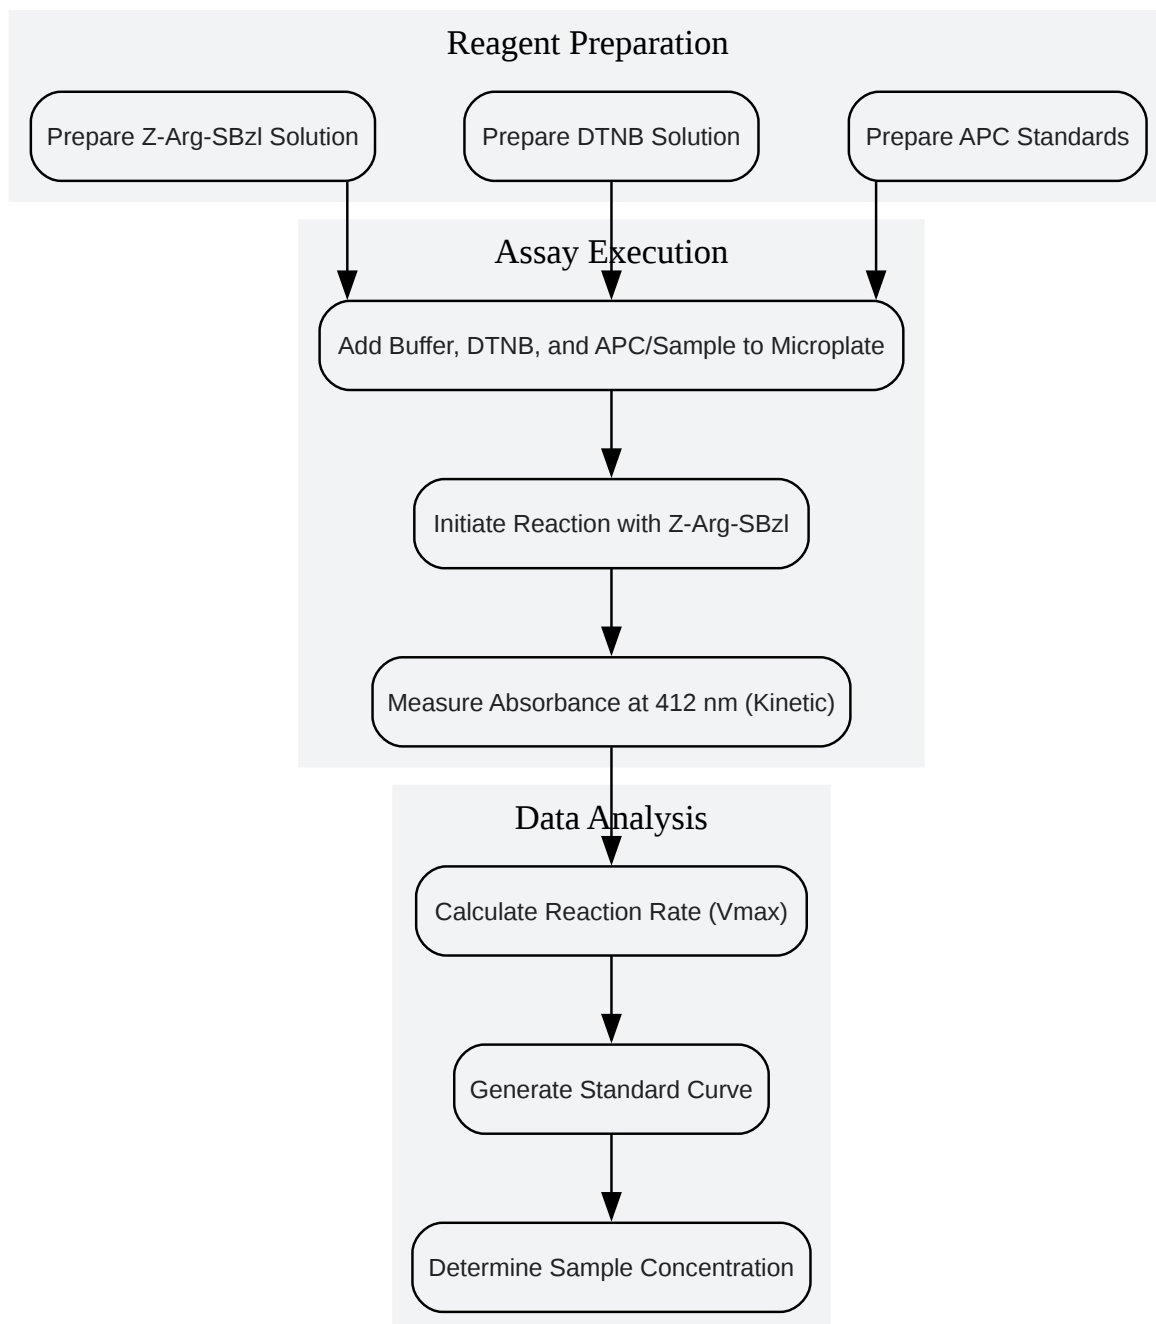 Reagent Preparation
Prepare Z-Arg-SBzl Solution
Prepare DTNB Solution
Prepare APC Standards
Assay Execution
Add Buffer, DTNB, and APC/Sample to Microplate
Initiate Reaction with Z-Arg-SBzl
Measure Absorbance at 412 nm (Kinetic)
Data Analysis
Calculate Reaction Rate (Vmax)
Generate Standard Curve
Determine Sample Concentration